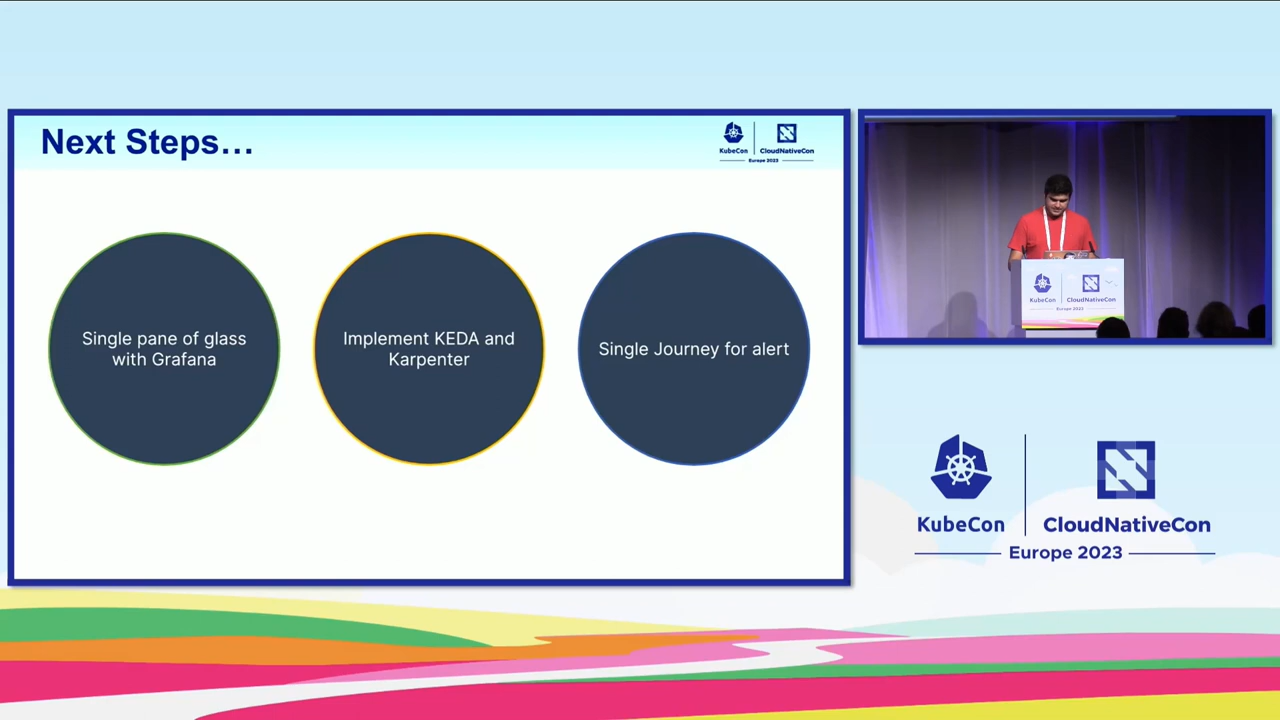 Next Steps...
KubeCon
CloudNativeCon
Europe 2023
Single pane of glass
with Grafana
Implement KEDA and
Karpenter
Single Journey for alert
KubeCon
CloudNativeCon
Europe 2023
KubeCon
CloudNativeCon
Europe 2023